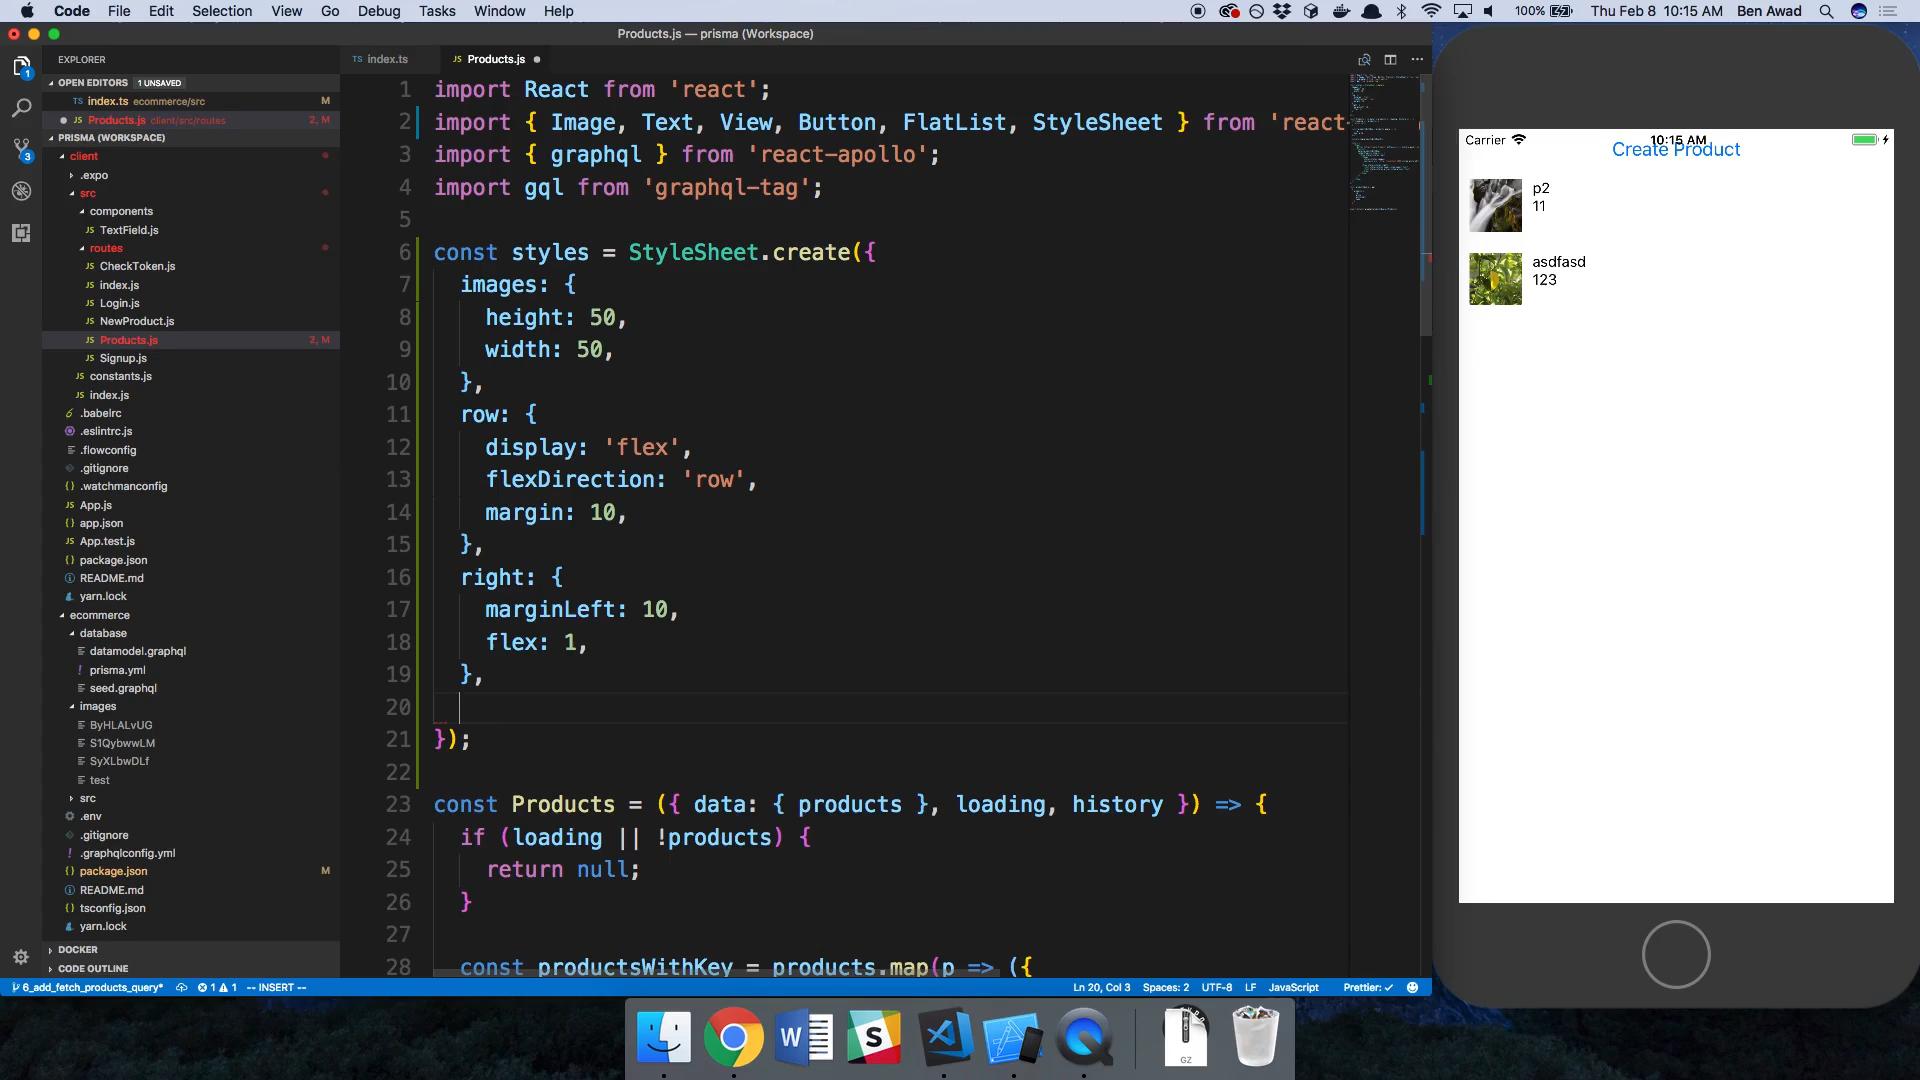 Code File Edit Selection View Go Debug Tasks Window Help
100% Thu Feb 8 10:15 AM Ben Awad
Products.js — prisma (Workspace)
EXPLORER
OPEN EDITORS 1 UNSAVED
TS index.ts ecommerce/src M
JS Products.js client/src/routes 2, M
PRISMA (WORKSPACE)
client
.expo
src
components
JS TextField.js
routes
JS CheckToken.js
JS index.js
JS Login.js
JS NewProduct.js
JS Products.js 2, M
JS Signup.js
JS constants.js
JS index.js
.babelrc
.eslintrc.js
.flowconfig
.gitignore
{} .watchmanconfig
JS App.js
{} app.json
JS App.test.js
{} package.json
README.md
yarn.lock
ecommerce
database
datamodel.graphql
! prisma.yml
seed.graphql
images
ByHLALvUG
S1QybwwLM
SyXLbwDLf
test
src
.env
.gitignore
! .graphqlconfig.yml
{} package.json M
README.md
{} tsconfig.json
yarn.lock
DOCKER
CODE OUTLINE
1
3
TS index.ts
JS Products.js
1 import React from 'react';
2 import { Image, Text, View, Button, FlatList, StyleSheet } from 'react-
3 import { graphql } from 'react-apollo';
4 import gql from 'graphql-tag';
5
6 const styles = StyleSheet.create({
7 images: {
8 height: 50,
9 width: 50,
10 },
11 row: {
12 display: 'flex',
13 flexDirection: 'row',
14 margin: 10,
15 },
16 right: {
17 marginLeft: 10,
18 flex: 1,
19 },
20
21 });
22
23 const Products = ({ data: { products }, loading, history }) => {
24 if (loading || !products) {
25 return null;
26 }
27
28 const productsWithKey = products.map(p => ({
6_add_fetch_products_query* 1 1 -- INSERT --
Ln 20, Col 3 Spaces: 2 UTF-8 LF JavaScript Prettier: ✓
Carrier 10:15 AM
Create Product
p2
11
asdfasd
123
GZ